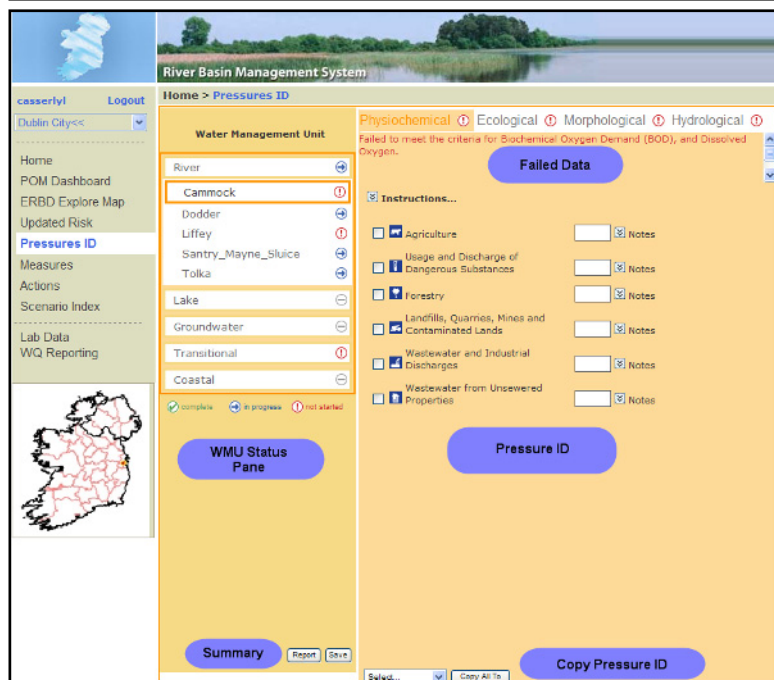 River Basin Management System
casserlyl Logout
Dublin City<<
Home
POM Dashboard
ERBD Explore Map
Updated Risk
Pressures ID
Measures
Actions
Scenario Index
Lab Data
WQ Reporting
Home > Pressures ID
Water Management Unit
River
Cammock
Dodder
Liffey
Santry_Mayne_Sluice
Tolka
Lake
Groundwater
Transitional
Coastal
complete in progress not started
WMU Status
Pane
Summary
Report Save
Physiochemical Ecological Morphological Hydrological
Failed to meet the criteria for Biochemical Oxygen Demand (BOD), and Dissolved
Oxygen.
Failed Data
Instructions...
Agriculture Notes
Usage and Discharge of
Dangerous Substances Notes
Forestry Notes
Landfills, Quarries, Mines and
Contaminated Lands Notes
Wastewater and Industrial
Discharges Notes
Wastewater from Unsewered
Properties Notes
Pressure ID
Copy Pressure ID
Select... Copy All To